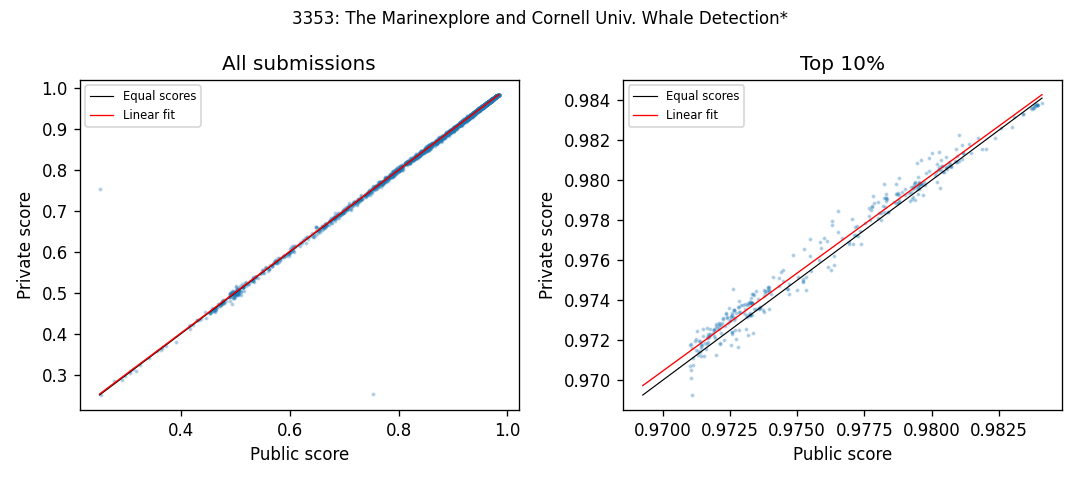 3353: The Marinexplore and Cornell Univ. Whale Detection*
All submissions
Equal scores
Linear fit
1.0
0.9
0.8
0.7
0.6
0.5
0.4
0.3
Private score
0.4 0.6 0.8 1.0
Public score
Top 10%
Equal scores
Linear fit
0.984
0.982
0.980
0.978
0.976
0.974
0.972
0.970
Private score
0.9700 0.9725 0.9750 0.9775 0.9800 0.9825
Public score